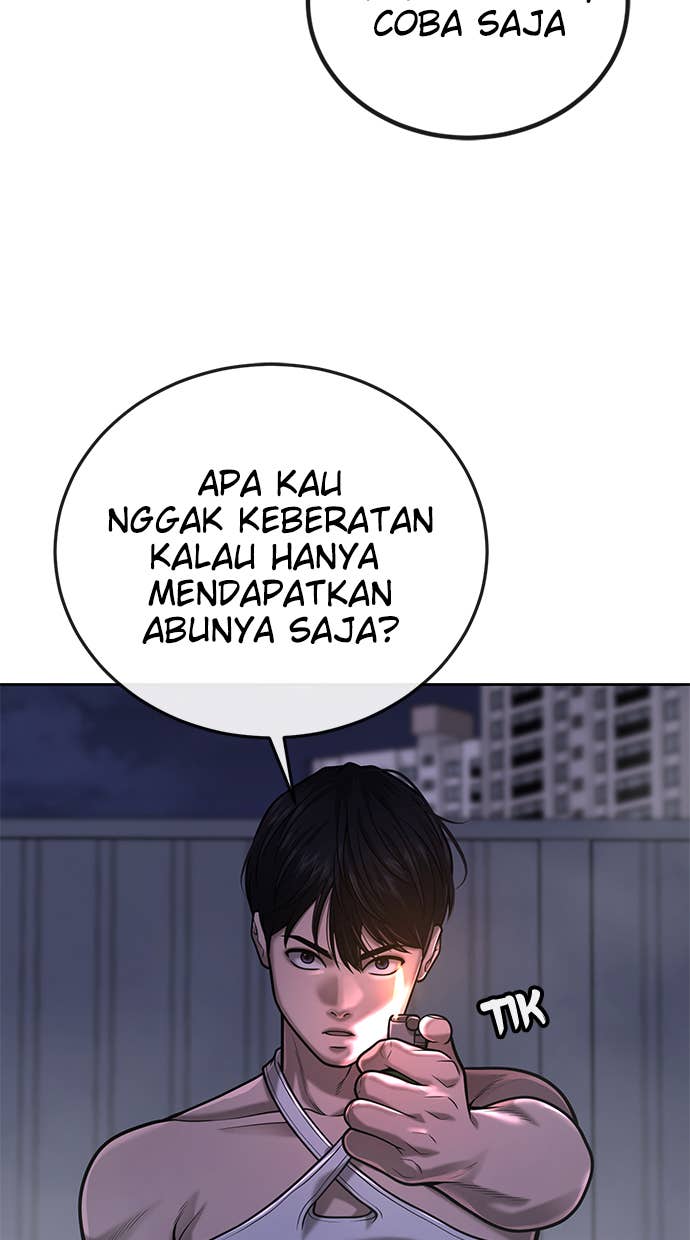 COBA SAJA
APA KAU
NGGAK KEBERATAN
KALAU HANYA
MENDAPATKAN
ABUNYA SAJA?
TIK